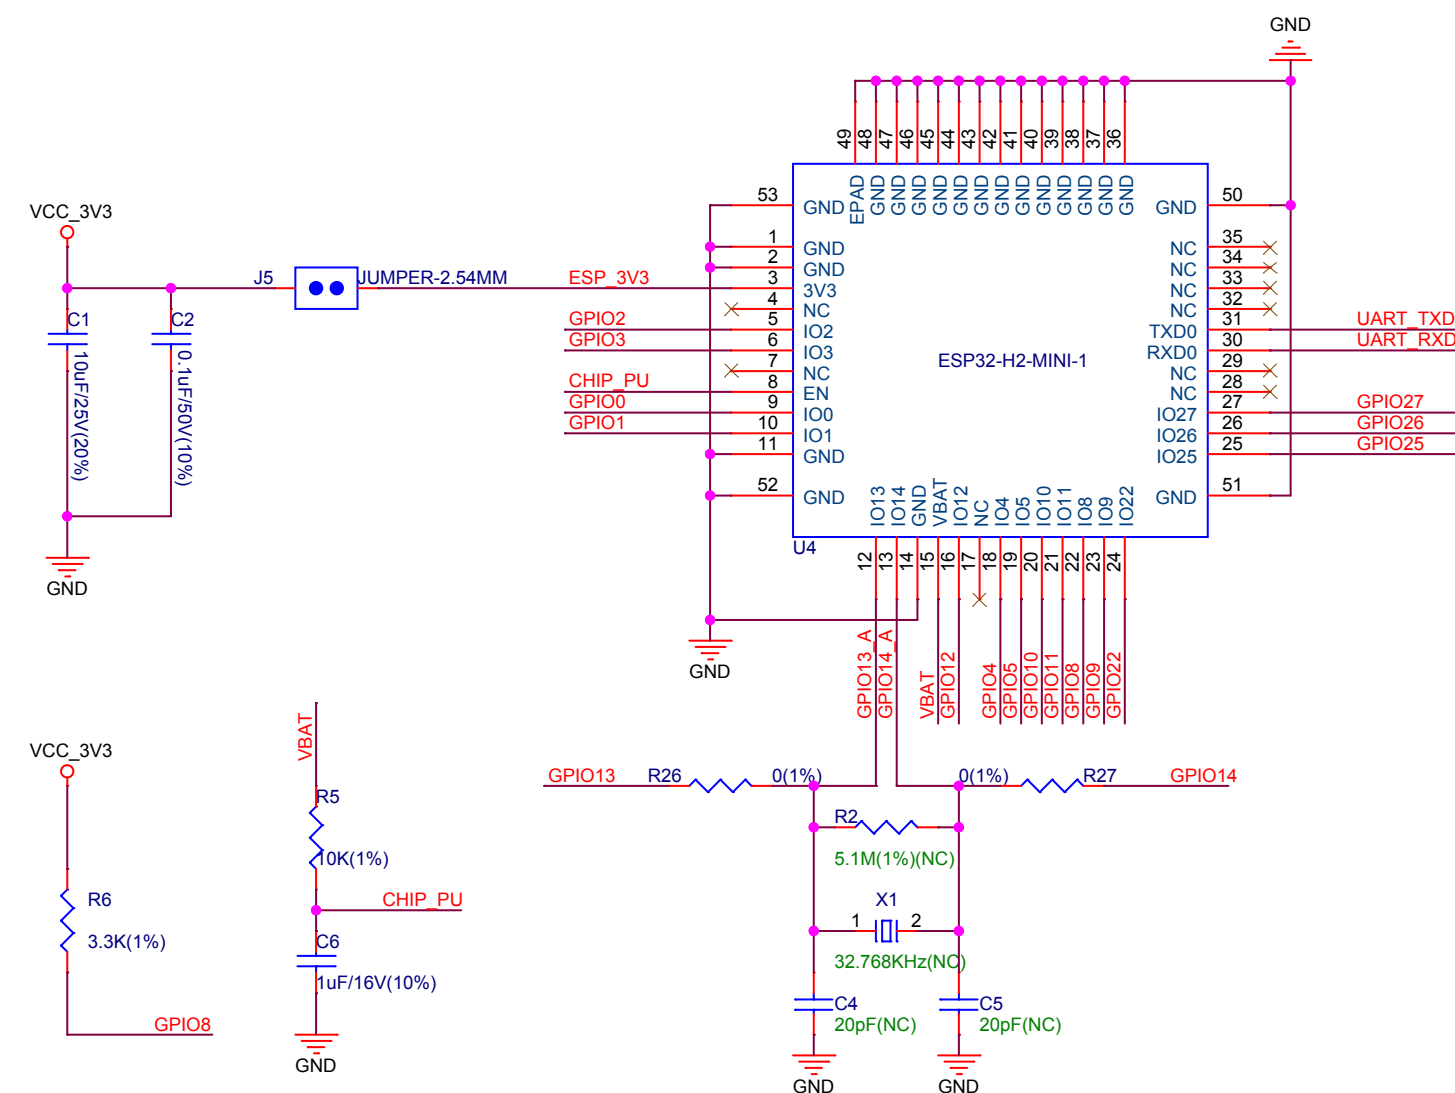 GND
49
48
47
46
45
44
43
42
41
40
39
38
37
36
EPAD
GND
GND
GND
GND
GND
GND
GND
GND
GND
GND
GND
GND
GND
VCC_3V3
53 GND
GND 50
1 GND
NC 35
2 GND
NC 34
J5 JUMPER-2.54MM ESP_3V3 3 3V3
NC 33
4 NC
NC 32
C1
10uF/25V(20%)
C2
0.1uF/50V(10%)
GPIO2 5 IO2
TXD0 31 UART_TXD
GPIO3 6 IO3
RXD0 30 UART_RXD
ESP32-H2-MINI-1
7 NC
NC 29
CHIP_PU 8 EN
NC 28
GPIO0 9 IO0
IO27 27 GPIO27
GPIO1 10 IO1
IO26 26 GPIO26
11 GND
IO25 25 GPIO25
52 GND
GND 51
IO13
IO14
GND
VBAT
IO12
NC
IO4
IO5
IO10
IO11
IO8
IO9
IO22
U4
12
13
14
15
16
17
18
19
20
21
22
23
24
GND
GND
GPIO13_A
GPIO14_A
VBAT
GPIO12
GPIO4
GPIO5
GPIO10
GPIO11
GPIO8
GPIO9
GPIO22
VCC_3V3
R6
3.3K(1%)
GPIO8
VBAT
R5
10K(1%)
CHIP_PU
C6
1uF/16V(10%)
GND
GPIO13 R26 0(1%) 0(1%) R27 GPIO14
R2
5.1M(1%)(NC)
X1
1 2
32.768KHz(NC)
C4
20pF(NC)
C5
20pF(NC)
GND
GND